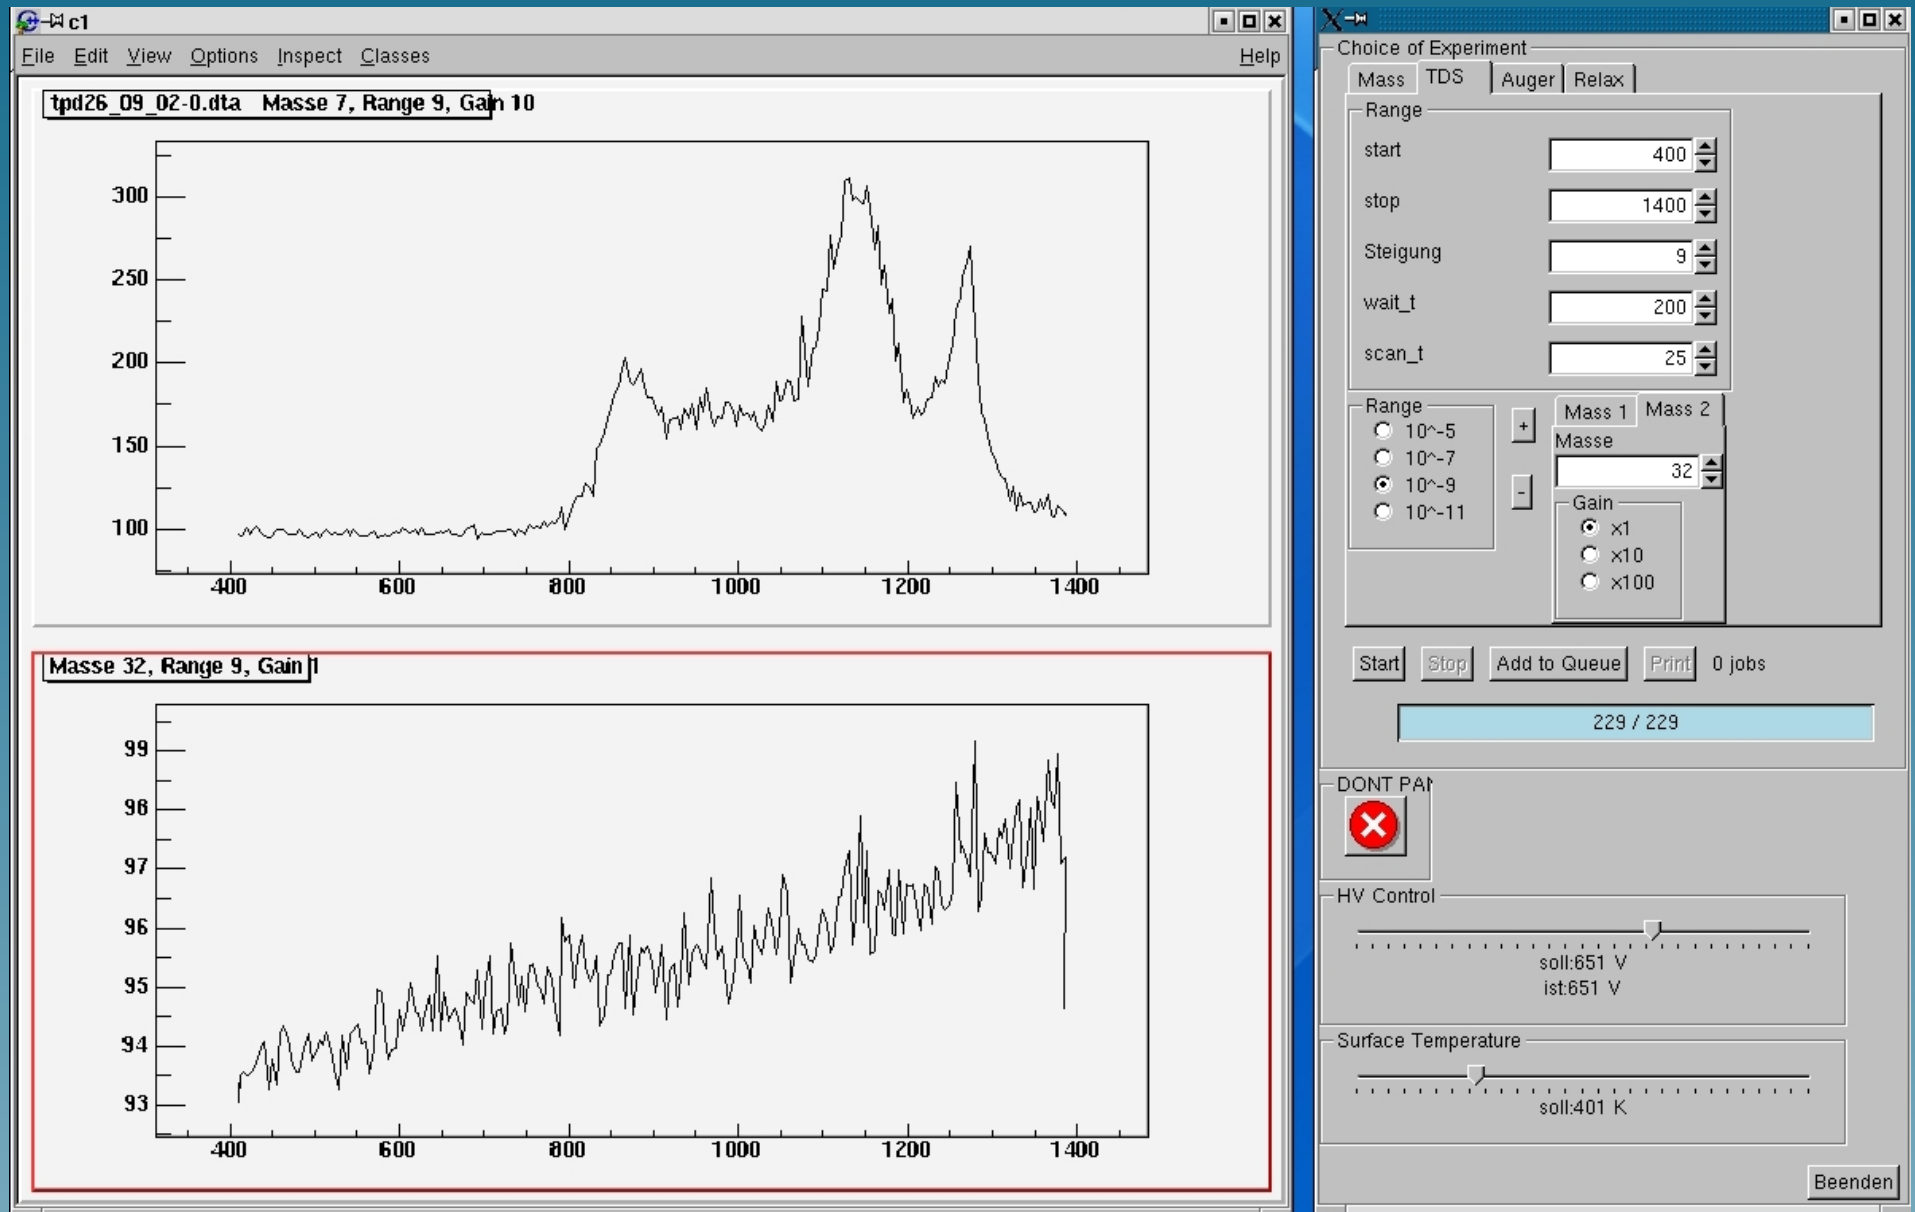 c1
File Edit View Options Inspect Classes Help
tpd26_09_02-0.dta Masse 7, Range 9, Gain 10
300
250
200
150
100
400 600 800 1000 1200 1400
Masse 32, Range 9, Gain 1
99
98
97
96
95
94
93
400 600 800 1000 1200 1400
Choice of Experiment
Mass TDS Auger Relax
Range
start 400
stop 1400
Steigung 9
wait_t 200
scan_t 25
Range
10^-5
10^-7
10^-9
10^-11
+
-
Mass 1 Mass 2
Masse
32
Gain
x1
x10
x100
Start Stop Add to Queue Print 0 jobs
229 / 229
DONT PAN
HV Control
soll:651 V
ist:651 V
Surface Temperature
soll:401 K
Beenden